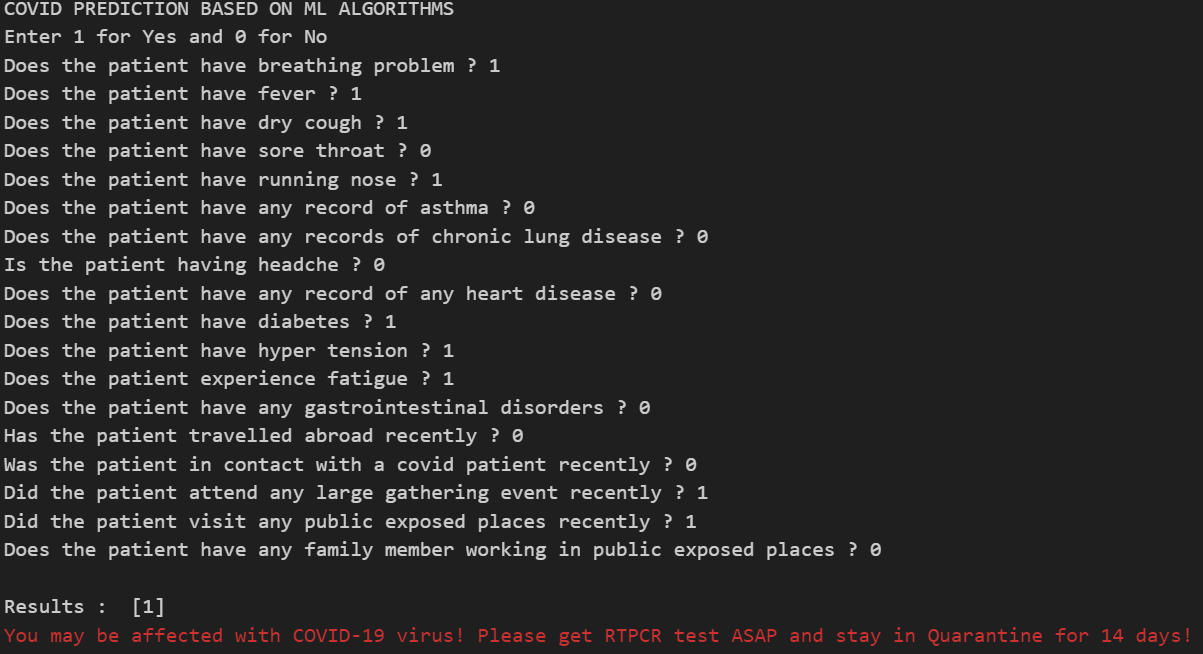 COVID PREDICTION BASED ON ML ALGORITHMS
Enter 1 for Yes and 0 for No
Does the patient have breathing problem ? 1
Does the patient have fever ? 1
Does the patient have dry cough ? 1
Does the patient have sore throat ? 0
Does the patient have running nose ? 1
Does the patient have any record of asthma ? 0
Does the patient have any records of chronic lung disease ? 0
Is the patient having headche ? 0
Does the patient have any record of any heart disease ? 0
Does the patient have diabetes ? 1
Does the patient have hyper tension ? 1
Does the patient experience fatigue ? 1
Does the patient have any gastrointestinal disorders ? 0
Has the patient travelled abroad recently ? 0
Was the patient in contact with a covid patient recently ? 0
Did the patient attend any large gathering event recently ? 1
Did the patient visit any public exposed places recently ? 1
Does the patient have any family member working in public exposed places ? 0
Results :  [1]
You may be affected with COVID-19 virus! Please get RTPCR test ASAP and stay in Quarantine for 14 days!